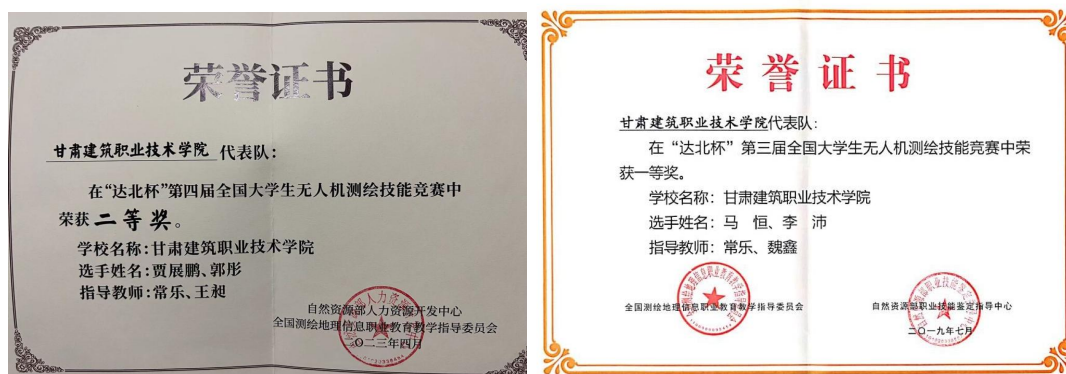 荣誉证书
甘肃建筑职业技术学院 代表队：
在“达北杯”第四届全国大学生无人机测绘技能竞赛中
荣获 二等奖。
学校名称：甘肃建筑职业技术学院
选手姓名：贾展鹏、郭彤
指导教师：常乐、王昶
自然资源部人力资源开发中心
全国测绘地理信息职业教育教学指导委员会
二〇二三年四月
荣誉证书
甘肃建筑职业技术学院代表队：
在“达北杯”第三届全国大学生无人机测绘技能竞赛中荣
获一等奖。
学校名称：甘肃建筑职业技术学院
选手姓名：马 恒、李 沛
指导教师：常乐、魏鑫
全国测绘地理信息职业教育教学指导委员会
自然资源部职业技能鉴定指导中心
二〇一九年七月